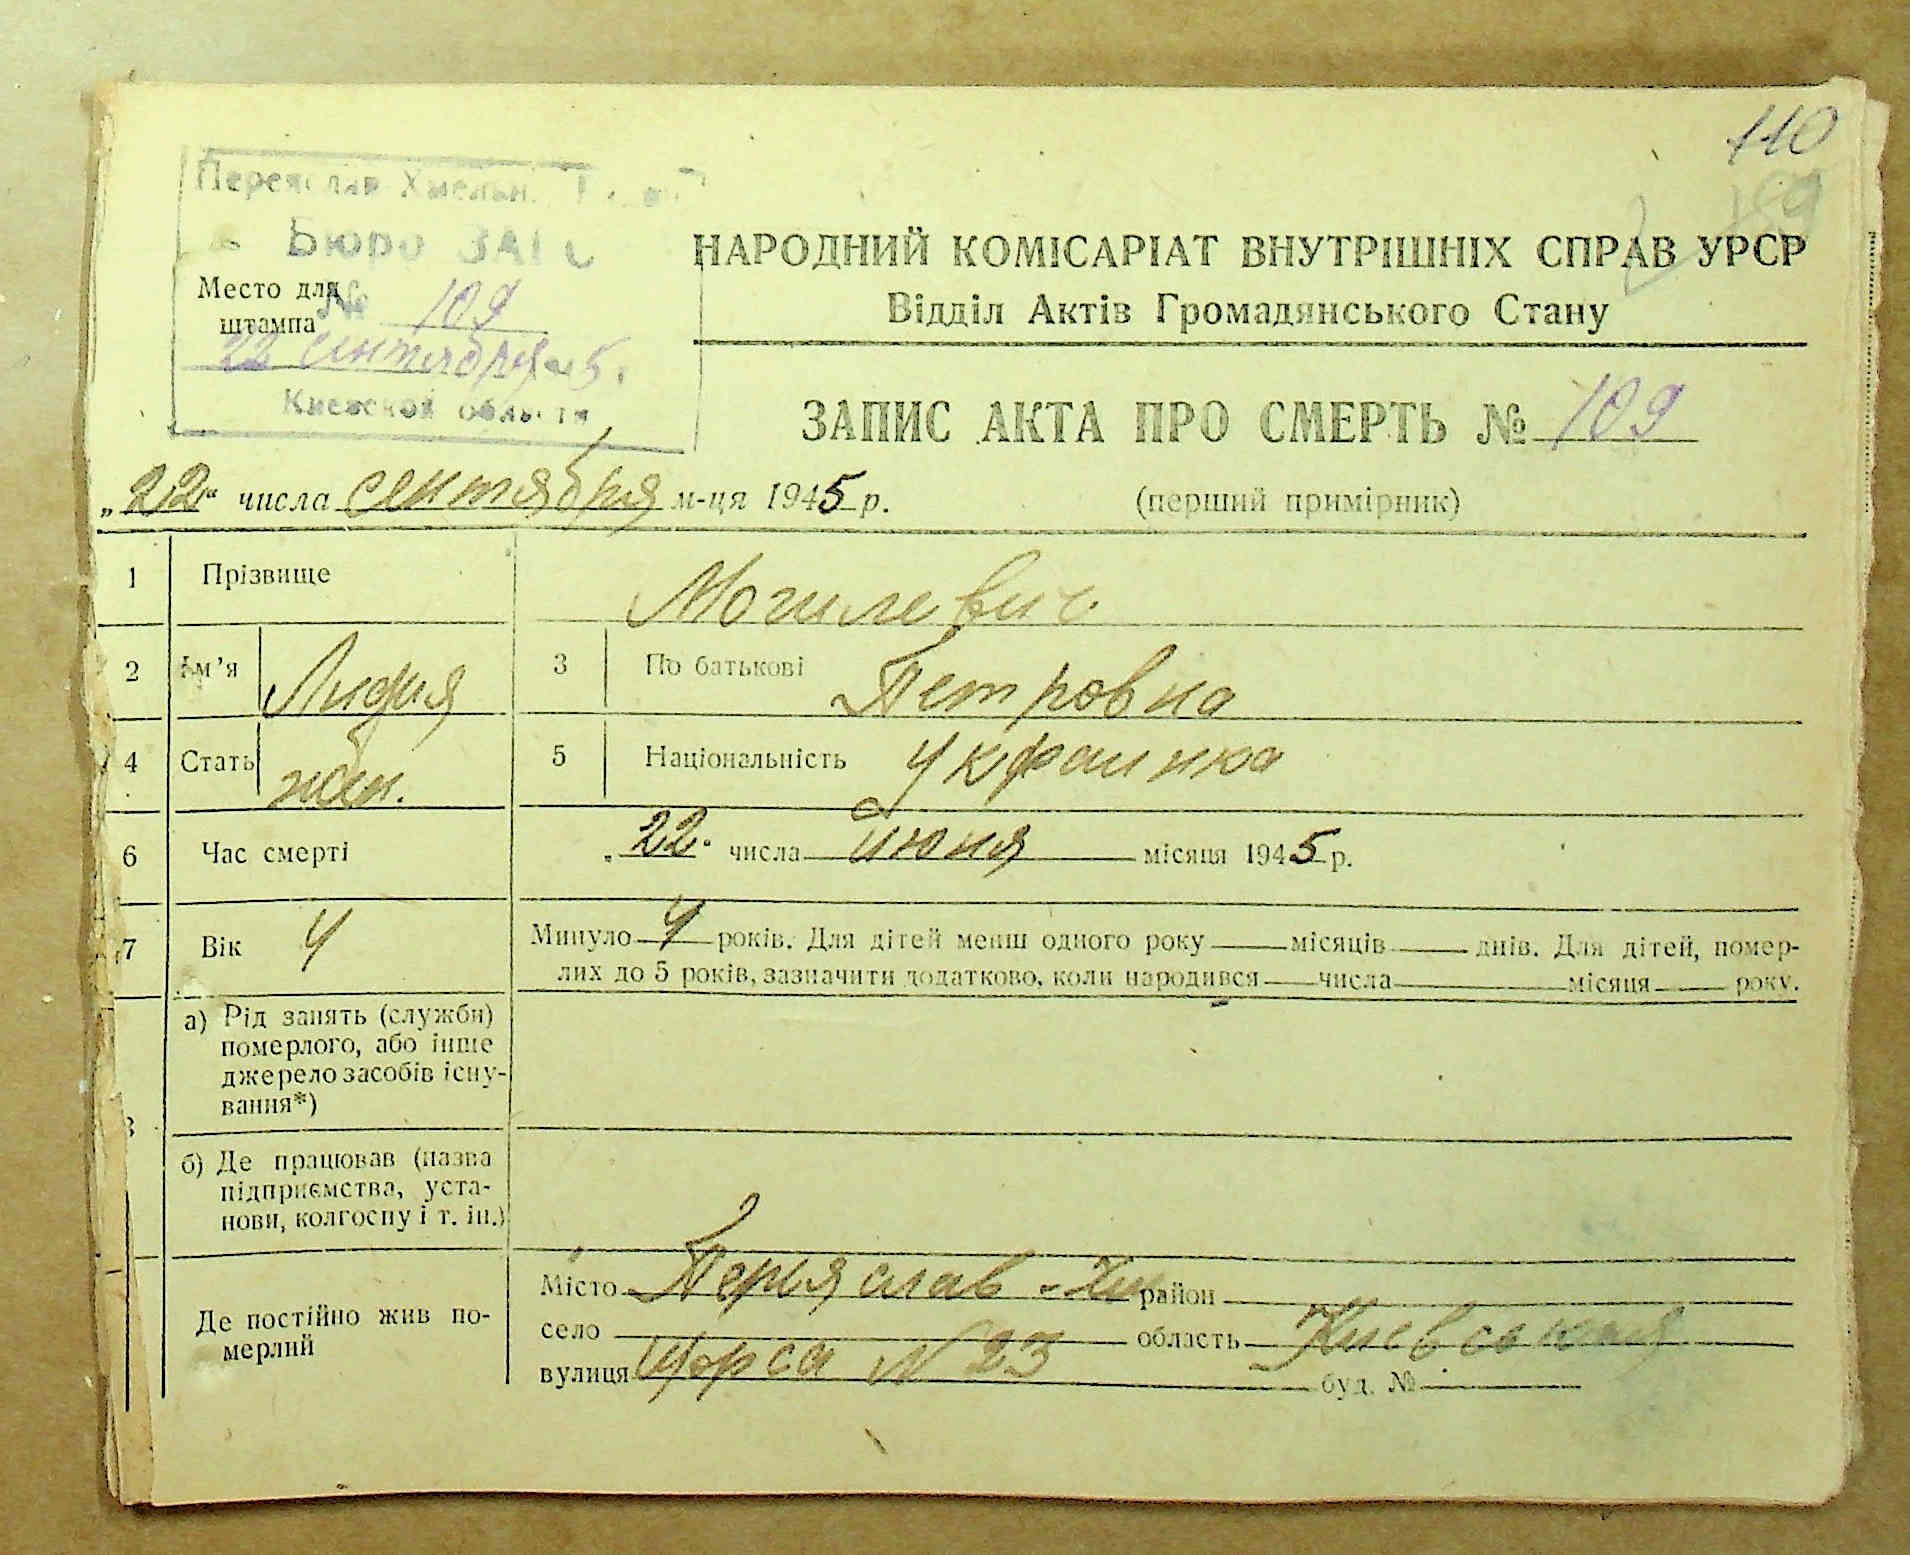 110
Переяслав Хмельн.
Бюро ЗАГС
Место для штампа
№ 109
22 сентября 45.
Киевской области
НАРОДНИЙ КОМІСАРІАТ ВНУТРІШНІХ СПРАВ УРСР
Відділ Актів Громадянського Стану
ЗАПИС АКТА ПРО СМЕРТЬ № 109
„22" числа сентября м-ця 1945 р. (перший примірник)
1 Прізвище Могилевич
2 Ім'я Лидия 3 По батькові Петровна
4 Стать жен. 5 Національність Украинка
6 Час смерті „22" числа июня місяця 1945 р.
7 Вік 4 Минуло 4 років. Для дітей менш одного року місяців днів. Для дітей, помер-
лих до 5 років, зазначити додатково, коли народився числа місяця року.
а) Рід занять (служби)
померлого, або інше
джерело засобів існу-
вання*)
б) Де працював (назва
підприємства, уста-
нови, колгоспу і т. ін.)
Де постійно жив по-
мерлий
Місто Переяслав-Хм район
село область Киевская
вулиця Щорса N 23 буд. №